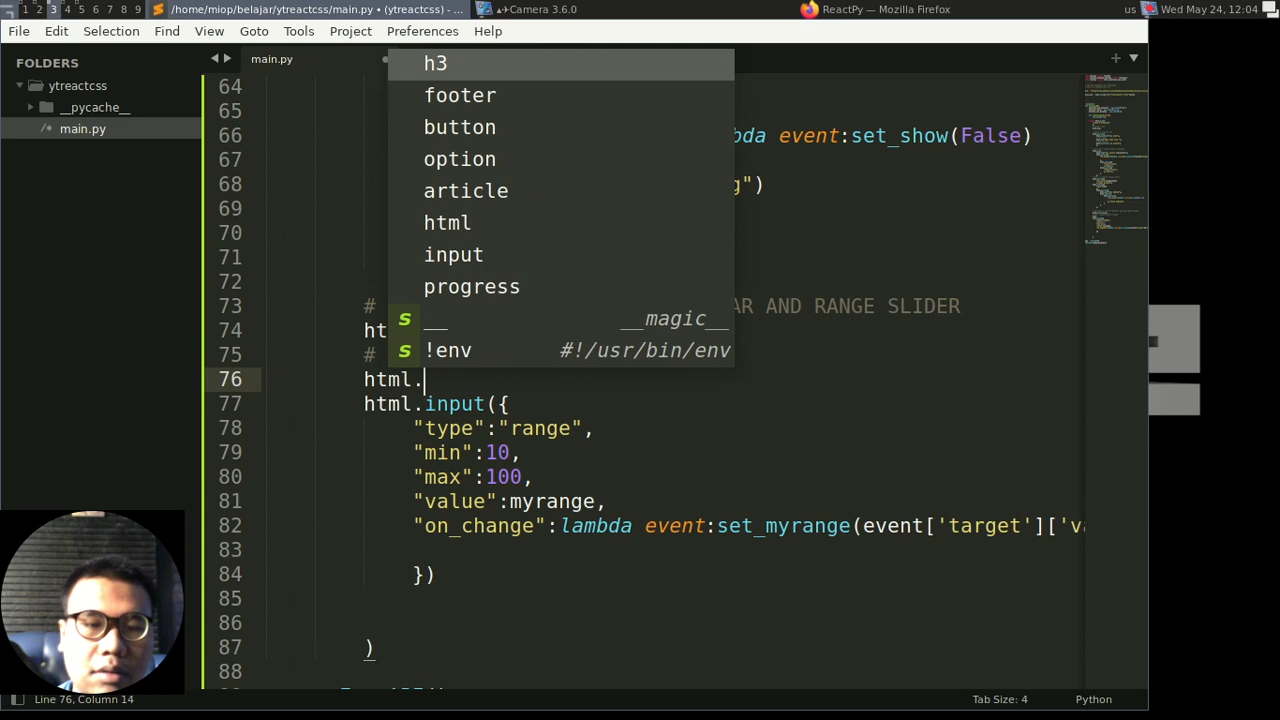 1 2 3 4 5 6 7 8 9 /home/miop/belajar/ytreactcss/main.py • (ytreactcss) - ... Camera 3.6.0 ReactPy — Mozilla Firefox us Wed May 24, 12:04
File Edit Selection Find View Goto Tools Project Preferences Help
FOLDERS
ytreactcss
__pycache__
/* main.py
main.py
h3
footer
button
option
article
html
input
progress
s __ __magic__
s !env #!/usr/bin/env
64
65
66 bda event:set_show(False)
67
68 g")
69
70
71
72
73 # AR AND RANGE SLIDER
74 ht
75 #
76 html.
77 html.input({
78 "type":"range",
79 "min":10,
80 "max":100,
81 "value":myrange,
82 "on_change":lambda event:set_myrange(event['target']['v
83
84 })
85
86
87 )
88
Line 76, Column 14 Tab Size: 4 Python